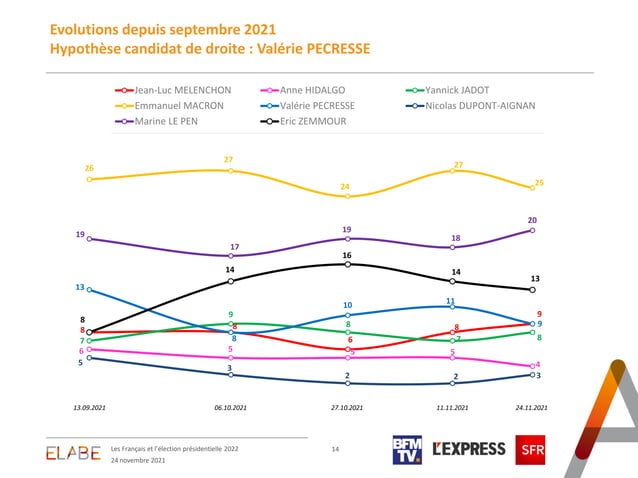 Evolutions depuis septembre 2021
Hypothèse candidat de droite : Valérie PECRESSE
Jean-Luc MELENCHON Anne HIDALGO Yannick JADOT
Emmanuel MACRON Valérie PECRESSE Nicolas DUPONT-AIGNAN
Marine LE PEN Eric ZEMMOUR
26 27 24 27 25
19 17 19 18 20
8 14 16 14 13
13 8 10 11 9
8 8 6 8 9
7 9 8 7 8
6 5 5 5 4
5 3 2 2 3
13.09.2021 06.10.2021 27.10.2021 11.11.2021 24.11.2021
ELABE
Les Français et l'élection présidentielle 2022
24 novembre 2021
14
BFM
TV.
L'EXPRESS
SFR